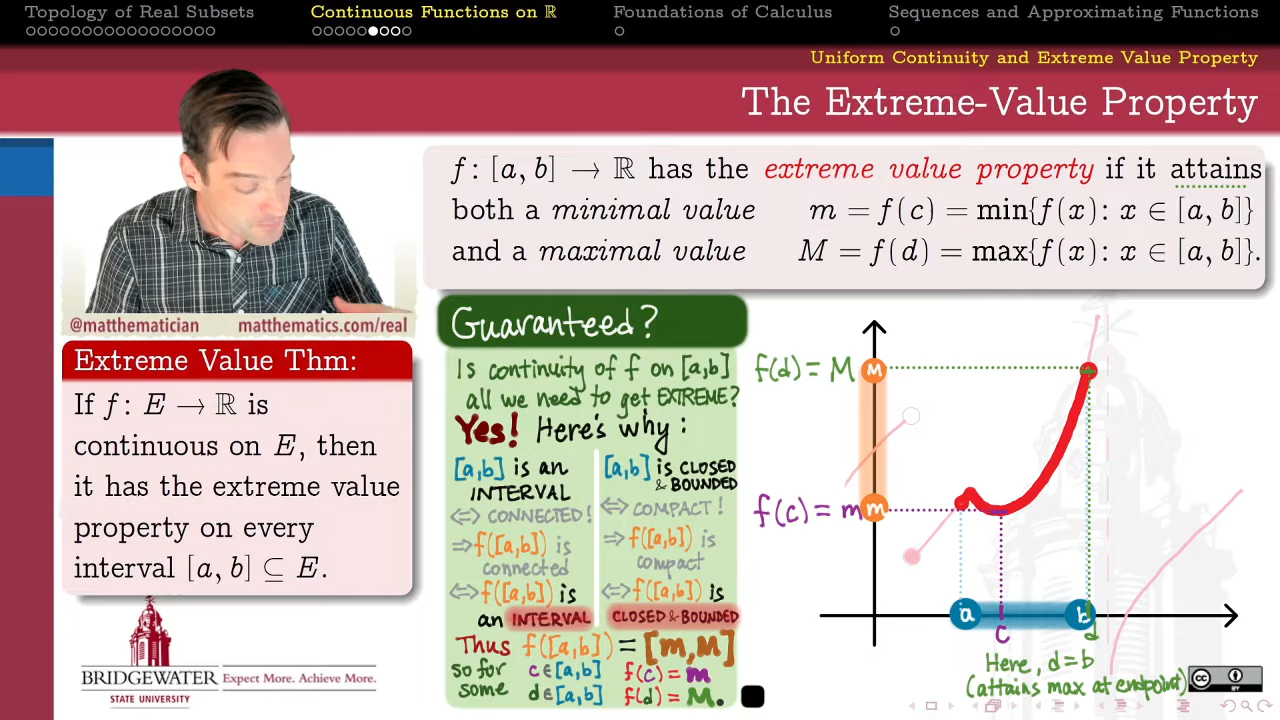 Topology of Real Subsets
Continuous Functions on ℝ
Foundations of Calculus
Sequences and Approximating Functions
Uniform Continuity and Extreme Value Property
The Extreme-Value Property
f: [a, b] → ℝ has the extreme value property if it attains
both a minimal value m = f(c) = min{f(x): x ∈ [a, b]}
and a maximal value M = f(d) = max{f(x): x ∈ [a, b]}.
@matthematician matthematics.com/real
Extreme Value Thm:
If f: E → ℝ is
continuous on E, then
it has the extreme value
property on every
interval [a, b] ⊆ E.
BRIDGEWATER
STATE UNIVERSITY
Expect More. Achieve More.
Guaranteed?
Is continuity of f on [a,b]
all we need to get EXTREME?
Yes! Here's why:
[a,b] is an
INTERVAL
⇔ CONNECTED!
⇒ f([a,b]) is
connected
⇔ f([a,b]) is
an INTERVAL
[a,b] is CLOSED
& BOUNDED
⇔ COMPACT!
⇒ f([a,b]) is
compact
⇔ f([a,b]) is
CLOSED & BOUNDED
Thus f([a,b]) = [m,M]
so for some
c ∈ [a,b] f(c) = m
d ∈ [a,b] f(d) = M.
f(d) = M
M
f(c) = m
m
a
c
b
d
Here, d=b
(attains max at endpoint)
cc
BY